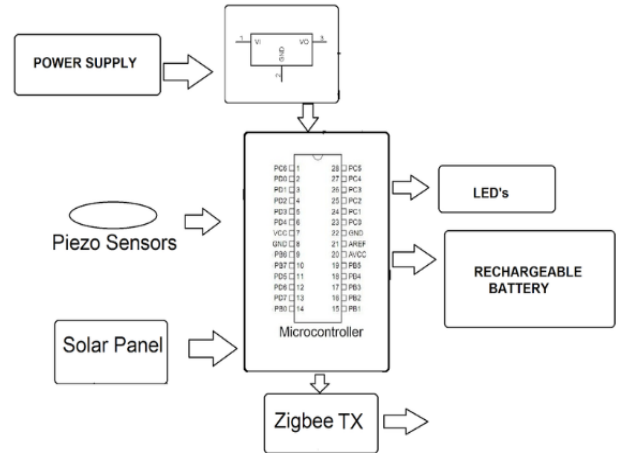 POWER SUPPLY
1 VI VO 3
GND
2
PC6 1 28 PC5
PD0 2 27 PC4
PD1 3 26 PC3
PD2 4 25 PC2
PD3 5 24 PC1
PD4 6 23 PC0
VCC 7 22 GND
GND 8 21 AREF
PB6 9 20 AVCC
PB7 10 19 PB5
PD5 11 18 PB4
PD6 12 17 PB3
PD7 13 16 PB2
PB0 14 15 PB1
Microcontroller
Piezo Sensors
Solar Panel
LED's
RECHARGEABLE
BATTERY
Zigbee TX